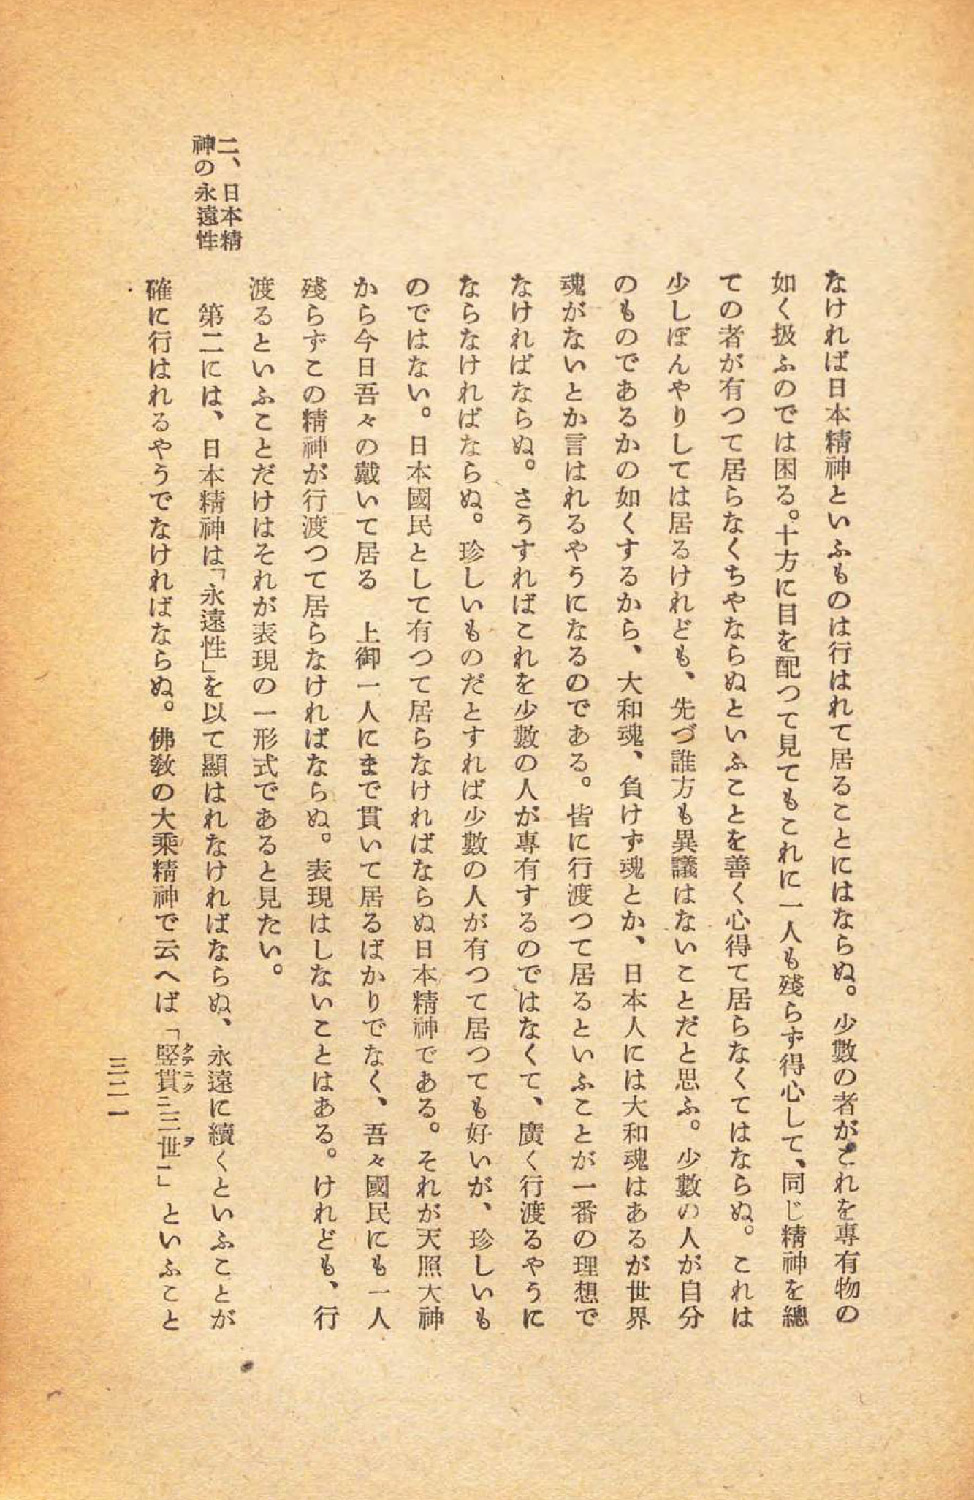 なければ日本精神といふものは行はれて居ることにはならぬ。少數の者がこれを專有物の
如く扱ふのでは困る。十方に目を配つて見てもこれに一人も殘らず得心して、同じ精神を總
ての者が有つて居らなくちやならぬといふことを善く心得て居らなくてはならぬ。これは
少しぼんやりしては居るけれども、先づ誰方も異議はないことだと思ふ。少數の人が自分
のものであるかの如くするから、大和魂、負けず魂とか、日本人には大和魂はあるが世界
魂がないとか言はれるやうになるのである。皆に行渡つて居るといふことが一番の理想で
なければならぬ。さうすればこれを少數の人が專有するのではなくて、廣く行渡るやうに
ならなければならぬ。珍しいものだとすれば少數の人が有つて居つても好いが、珍しいも
のではない。日本國民として有つて居らなければならぬ日本精神である。それが天照大神
から今日吾々の戴いて居る　上御一人にまで貫いて居るばかりでなく、吾々國民にも一人
殘らずこの精神が行渡つて居らなければならぬ。表現はしないことはある。けれども、行
渡るといふことだけはそれが表現の一形式であると見たい。
二、日本精
神の永遠性
第二には、日本精神は「永遠性」を以て顯はれなければならぬ、永遠に續くといふことが
確に行はれるやうでなければならぬ。佛敎の大乘精神で云へば「竪貫ニ三世一」といふこと
タテニ ツラヌク ヲ
三二一